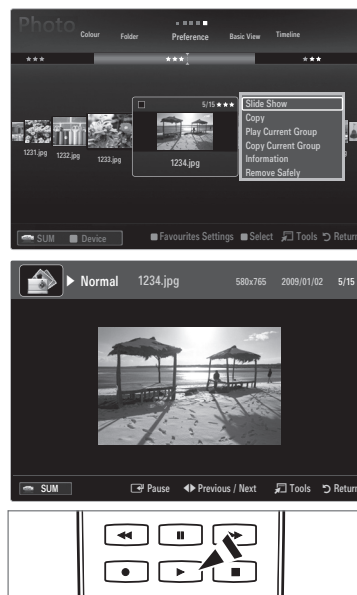 Photo
Colour Folder Preference Basic View Timeline
★★★ ★★★ ★★★
5/15 ★★★
Slide Show
Copy
Play Current Group
Copy Current Group
Information
Remove Safely
1231.jpg 1232.jpg 1233.jpg 1234.jpg
SUM Device Favourites Settings Select Tools Return
Normal 1234.jpg 580x765 2009/01/02 5/15
SUM Pause Previous / Next Tools Return